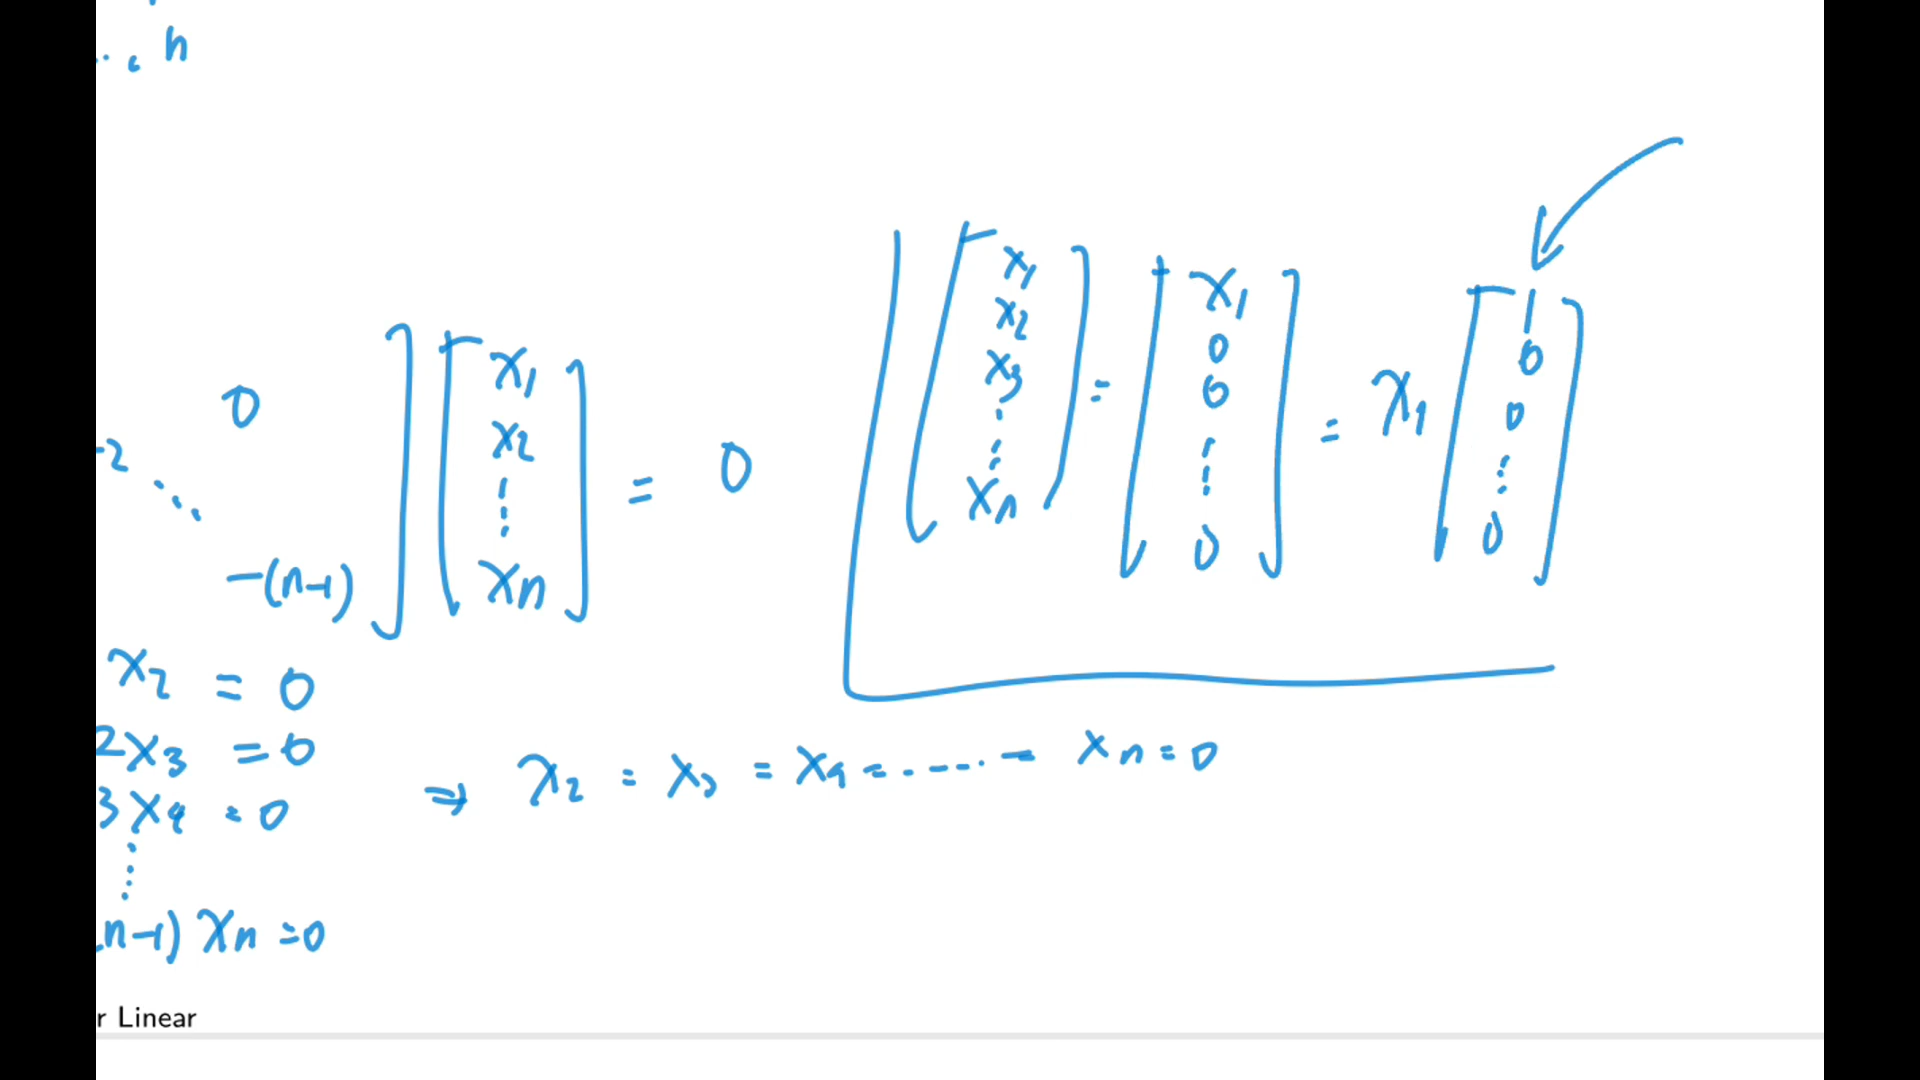 .., n
0
-2 ⋱
-(n-1) ] [ x₁ x₂ ⋮ xₙ ] = 0
[ x₁ x₂ x₃ ⋮ xₙ ] = [ x₁ 0 0 ⋮ 0 ] = x₁ [ 1 0 0 ⋮ 0 ]
x₂ = 0
2x₃ = 0
3x₄ = 0
⋮
(n-1) xₙ = 0
⇒ x₂ = x₃ = x₄ = ..... = xₙ = 0
r Linear